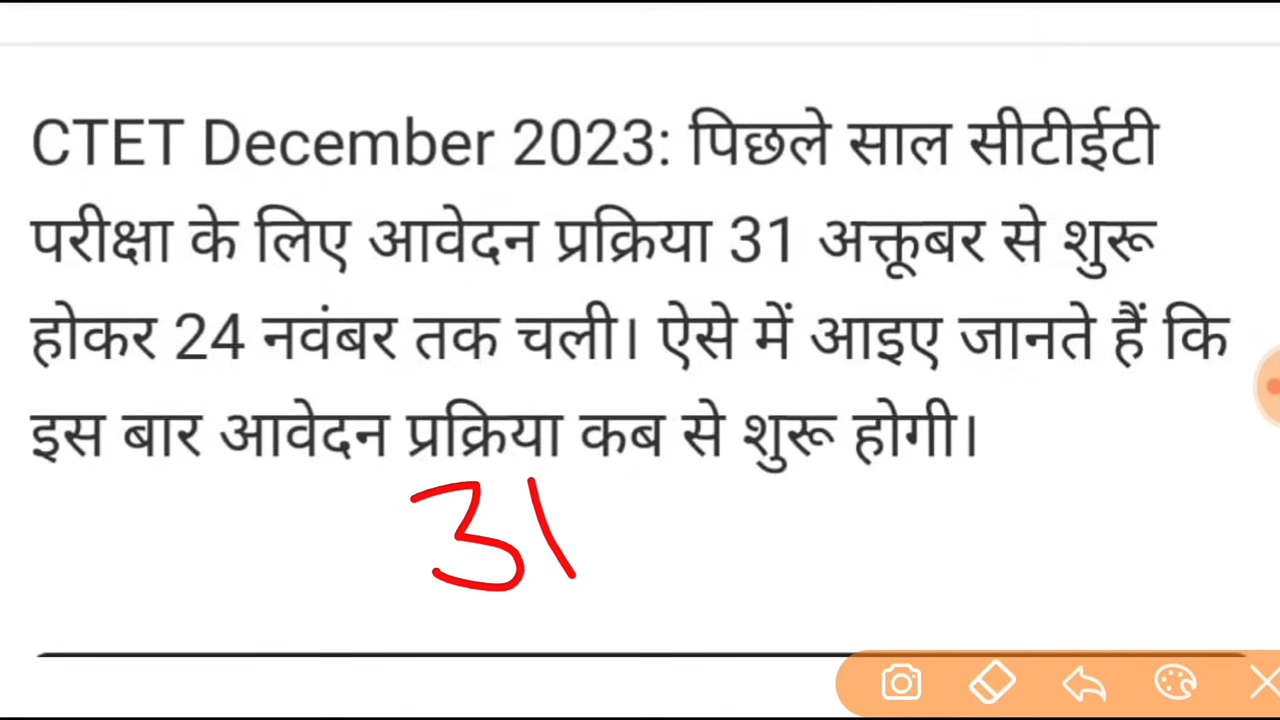 CTET December 2023: पिछले साल सीटीईटी
परीक्षा के लिए आवेदन प्रक्रिया 31 अक्तूबर से शुरू
होकर 24 नवंबर तक चली। ऐसे में आइए जानते हैं कि
इस बार आवेदन प्रक्रिया कब से शुरू होगी।
31